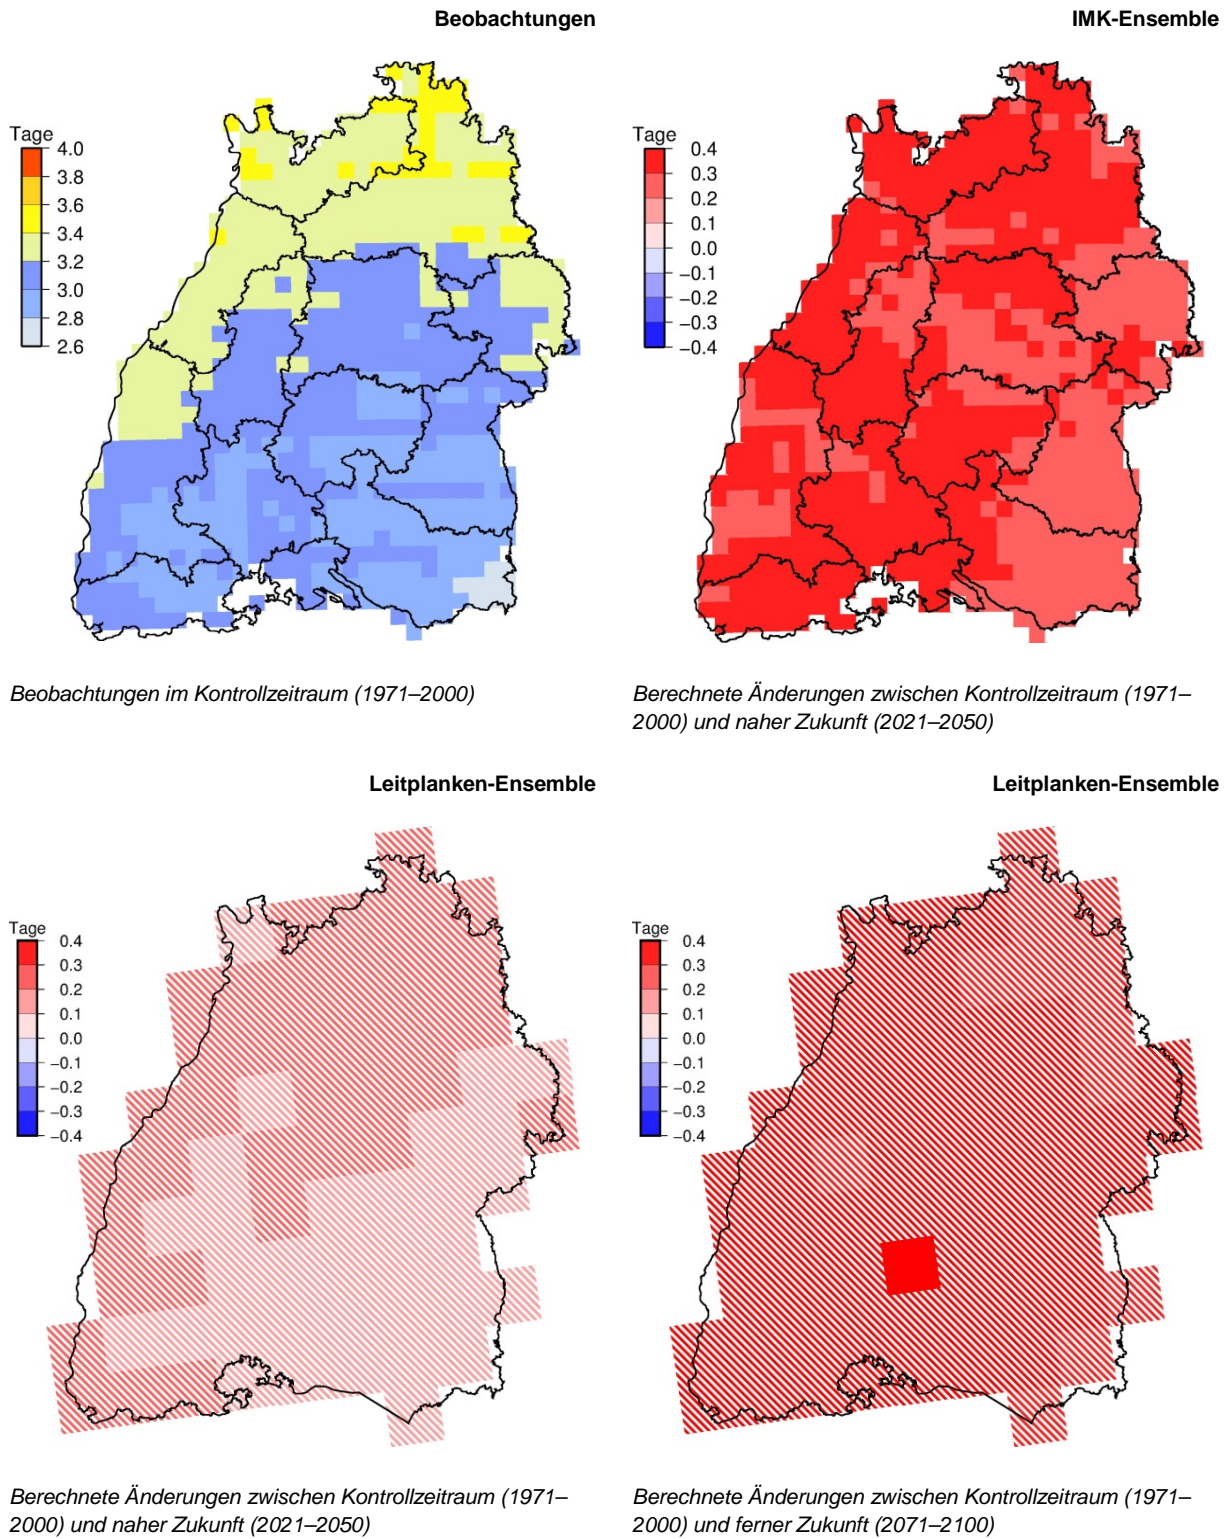 Beobachtungen
IMK-Ensemble
Tage
4.0
3.8
3.6
3.4
3.2
3.0
2.8
2.6
Tage
0.4
0.3
0.2
0.1
0.0
−0.1
−0.2
−0.3
−0.4
Beobachtungen im Kontrollzeitraum (1971–2000)
Berechnete Änderungen zwischen Kontrollzeitraum (1971–
2000) und naher Zukunft (2021–2050)
Leitplanken-Ensemble
Leitplanken-Ensemble
Tage
0.4
0.3
0.2
0.1
0.0
−0.1
−0.2
−0.3
−0.4
Tage
0.4
0.3
0.2
0.1
0.0
−0.1
−0.2
−0.3
−0.4
Berechnete Änderungen zwischen Kontrollzeitraum (1971–
2000) und naher Zukunft (2021–2050)
Berechnete Änderungen zwischen Kontrollzeitraum (1971–
2000) und ferner Zukunft (2071–2100)